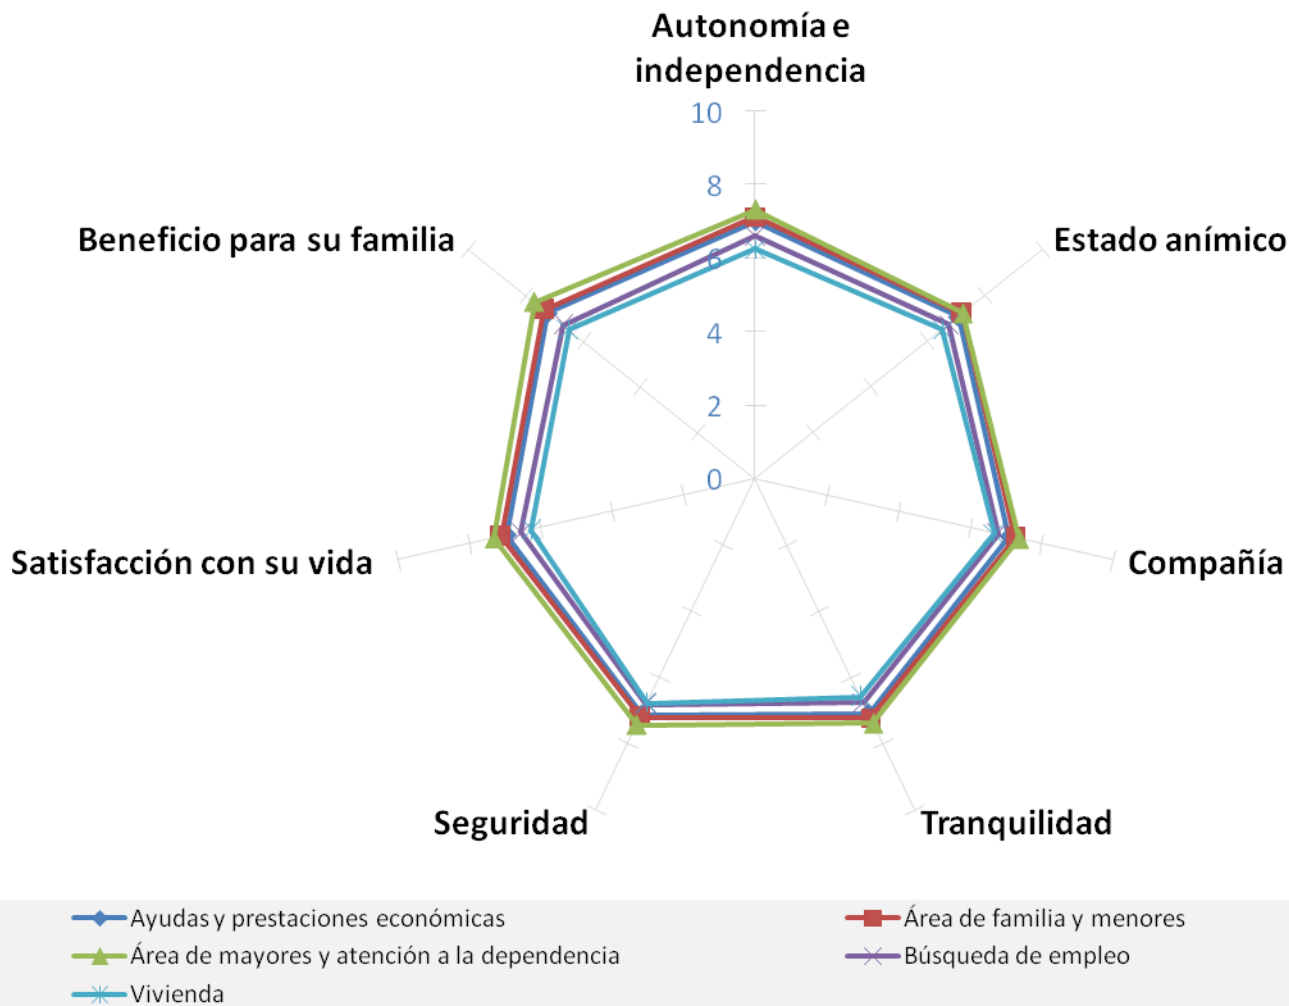 Autonomía e
independencia
10
8
6
4
2
0
Beneficio para su familia
Estado anímico
Satisfacción con su vida
Compañía
Seguridad
Tranquilidad
Ayudas y prestaciones económicas
Área de familia y menores
Área de mayores y atención a la dependencia
Búsqueda de empleo
Vivienda